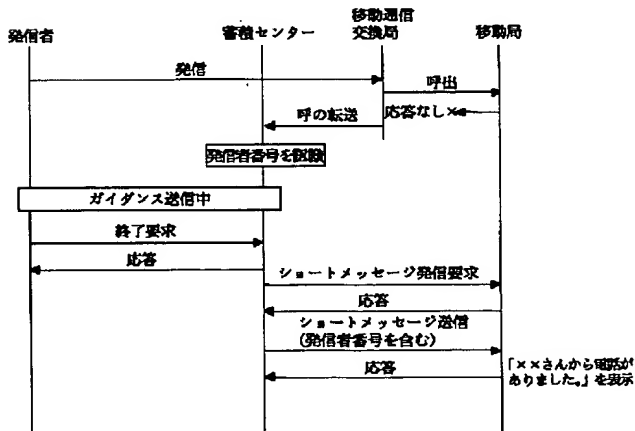 発信者
蓄積センター
移動通信
交換局
移動局
発信
呼出
応答なし×
呼の転送
発信者番号を
ガイダンス送信中
終了要求
応答
ショートメッセージ発信要求
応答
ショートメッセージ送信
(発信者番号を含む)
応答
「××さんから電話が
ありました。」を表示